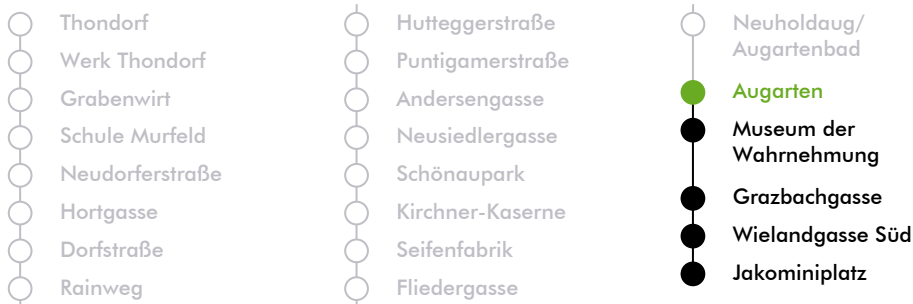 Thondorf
Werk Thondorf
Grabenwirt
Schule Murfeld
Neudorferstraße
Hortgasse
Dorfstraße
Rainweg
Hutteggerstraße
Puntigamerstraße
Andersengasse
Neusiedlergasse
Schönaupark
Kirchner-Kaserne
Seifenfabrik
Fliedergasse
Neuholdaug/
Augartenbad
Augarten
Museum der
Wahrnehmung
Grazbachgasse
Wielandgasse Süd
Jakominiplatz